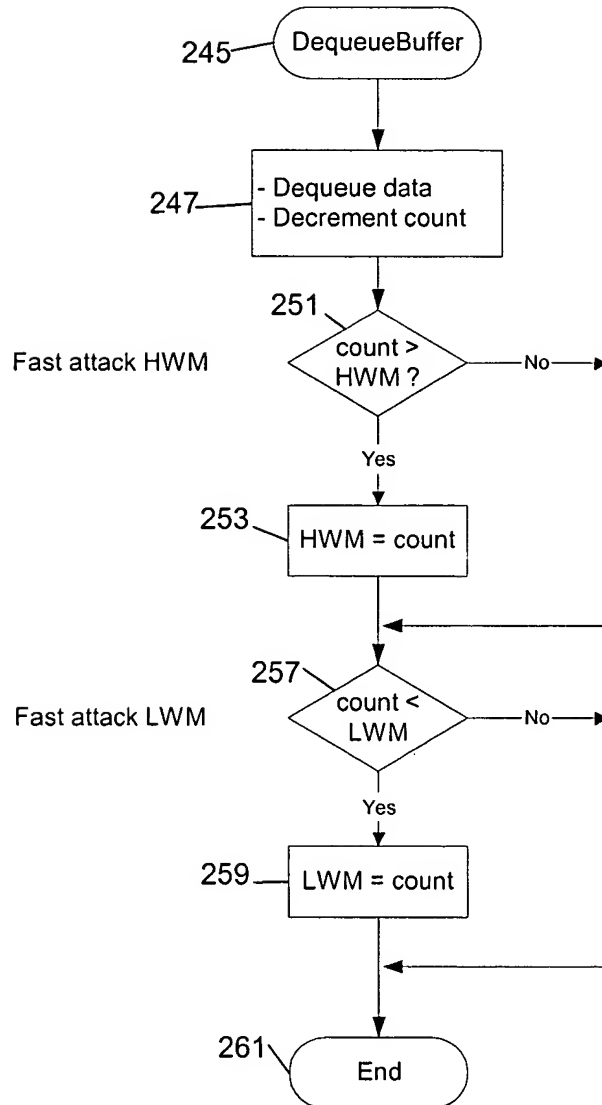 245
DequeueBuffer
247
- Dequeue data
- Decrement count
251
Fast attack HWM
count >
HWM ?
No
Yes
253
HWM = count
257
Fast attack LWM
count <
LWM
No
Yes
259
LWM = count
261
End